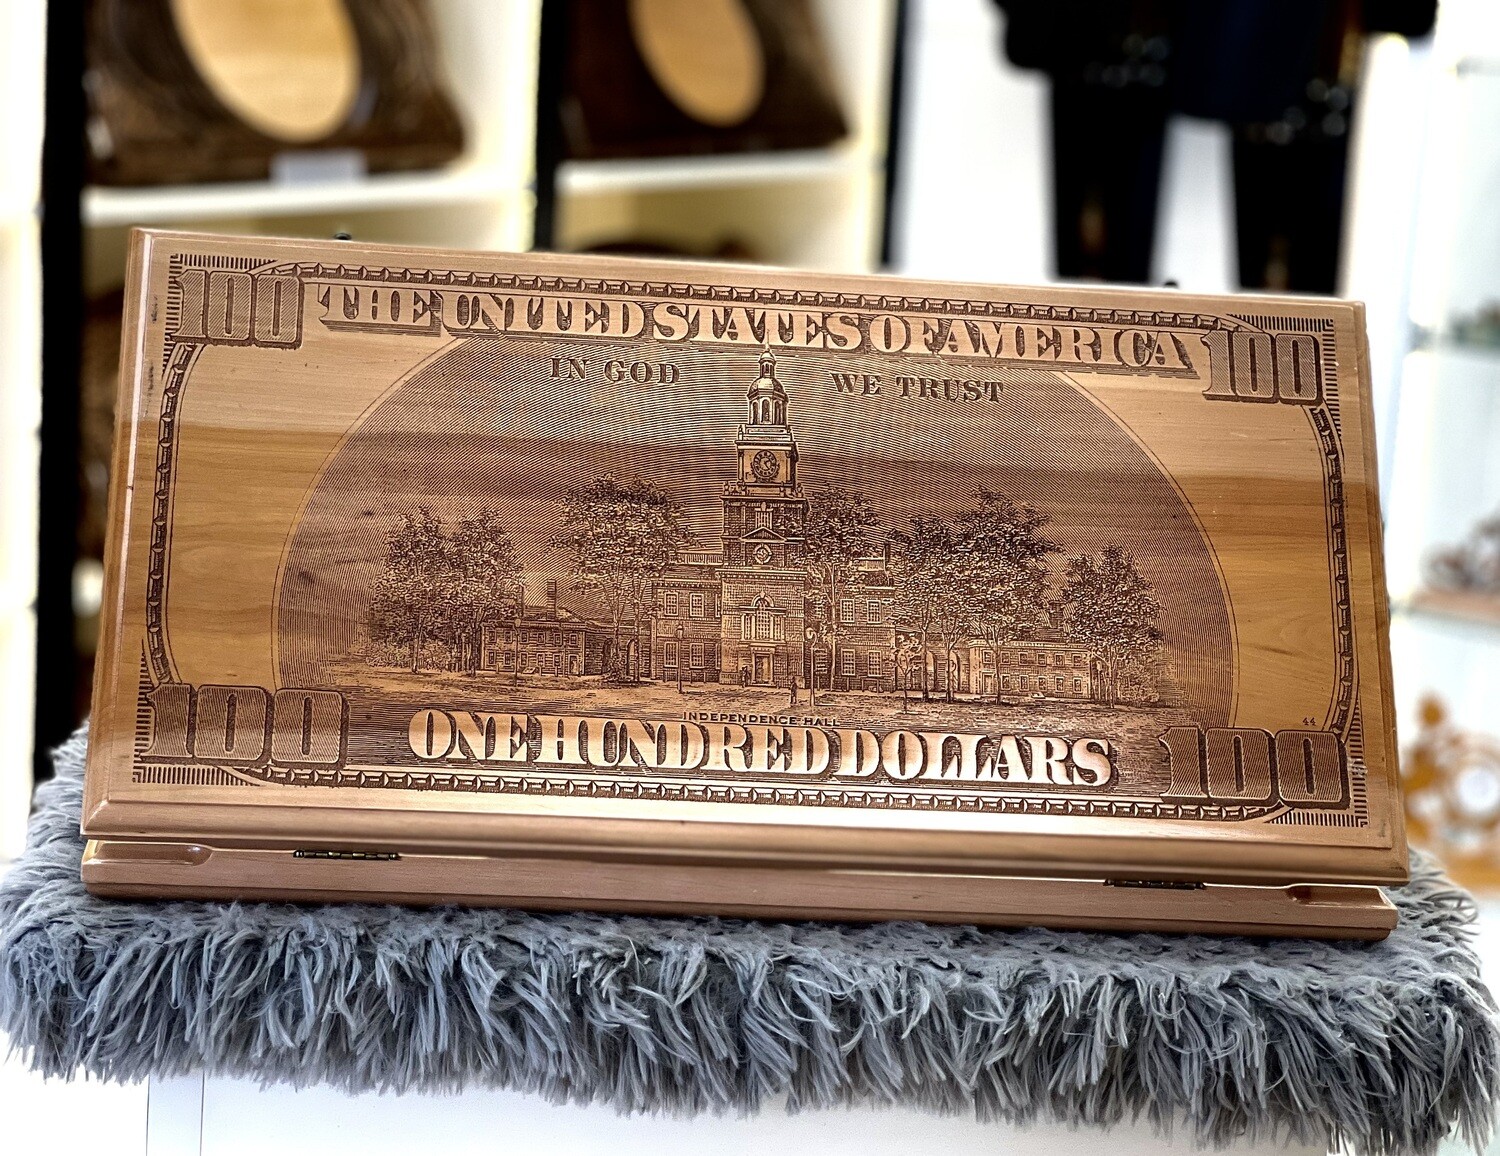 100 THE UNITED STATES OF AMERICA 100
IN GOD WE TRUST
INDEPENDENCE HALL
44
100 ONE HUNDRED DOLLARS 100